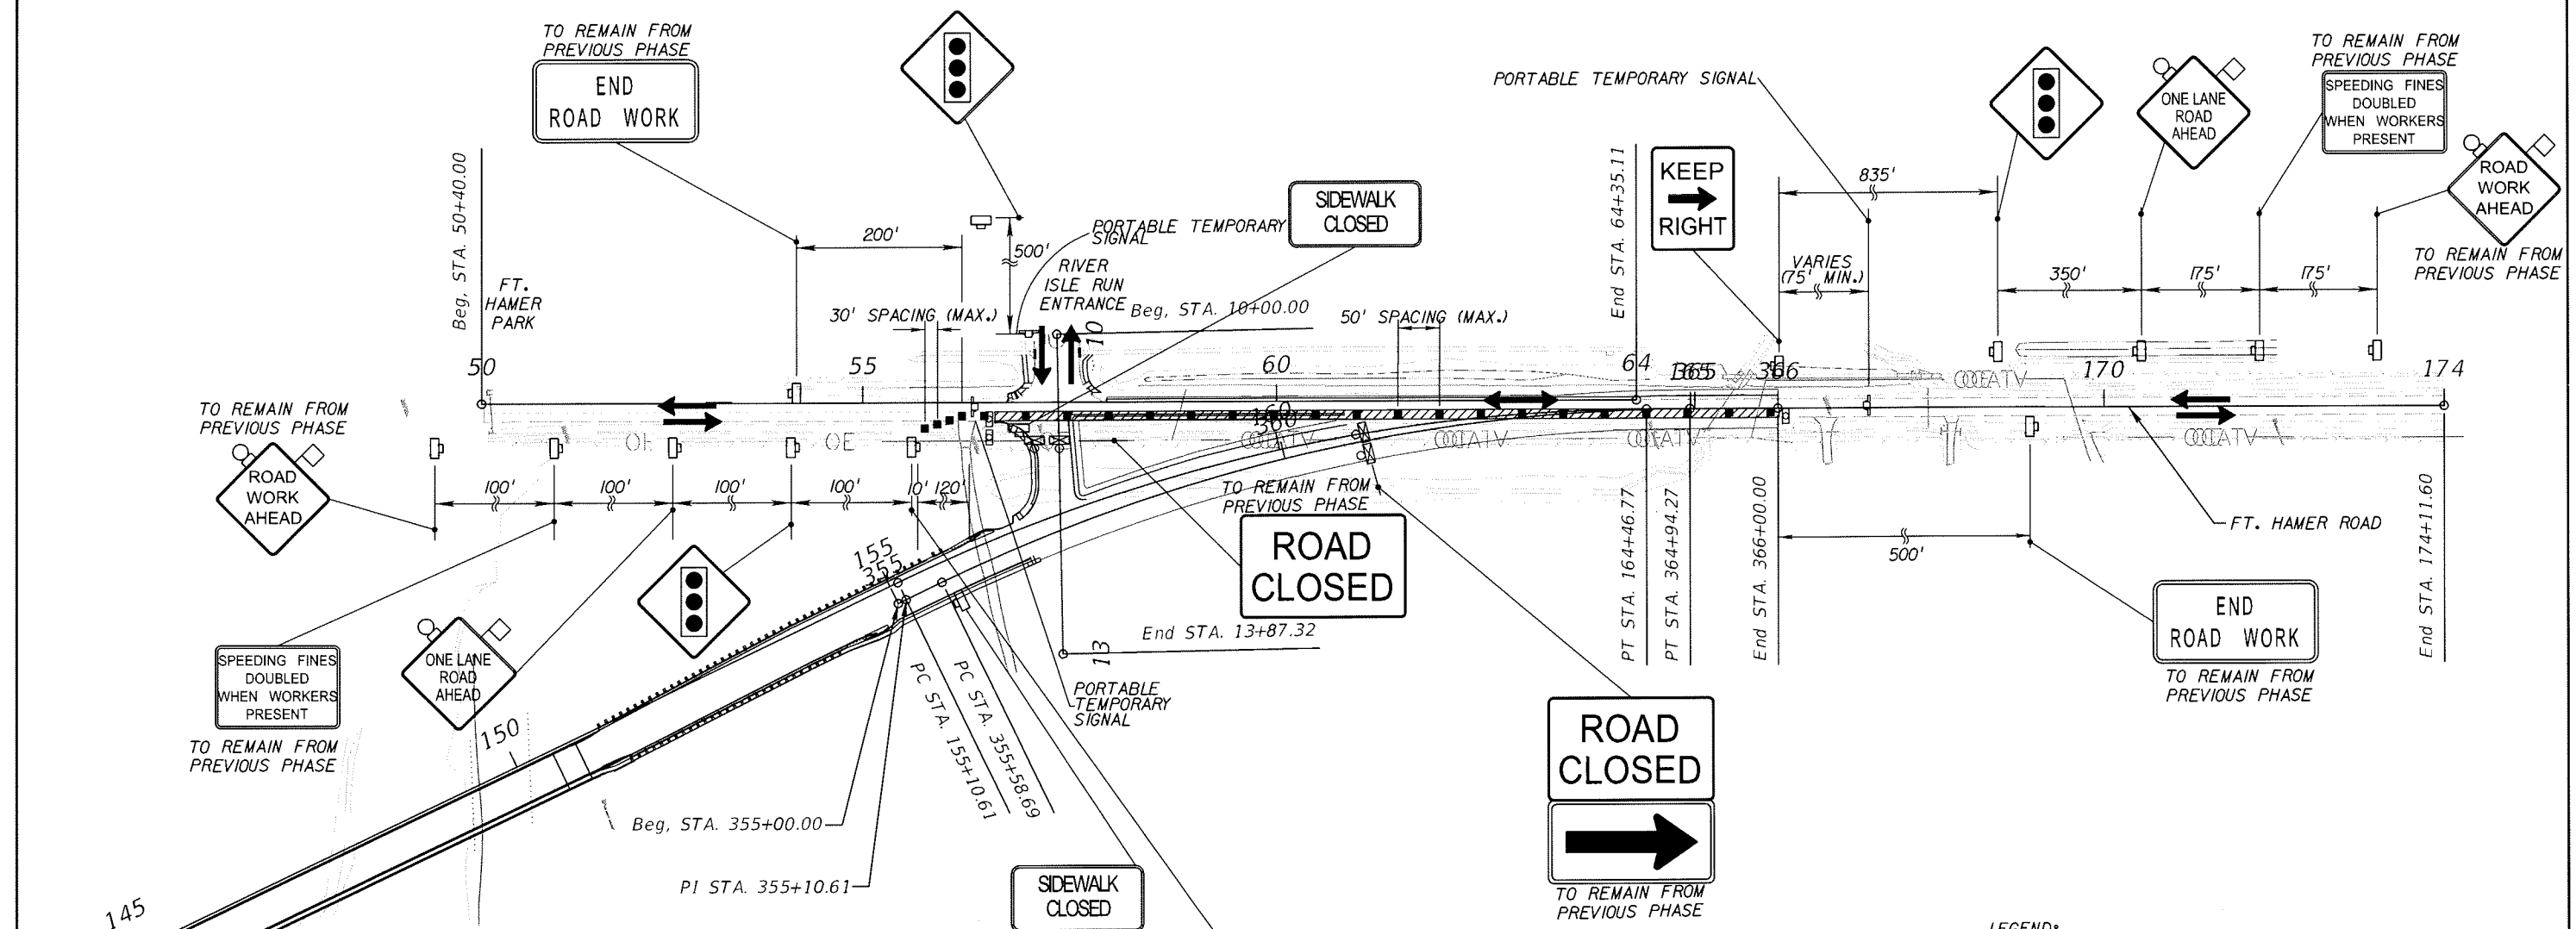 TO REMAIN FROM
PREVIOUS PHASE
END
ROAD WORK
PORTABLE TEMPORARY SIGNAL
TO REMAIN FROM
PREVIOUS PHASE
SPEEDING FINES
DOUBLED
WHEN WORKERS
PRESENT
ONE LANE
ROAD
AHEAD
ROAD
WORK
AHEAD
TO REMAIN FROM
PREVIOUS PHASE
KEEP
RIGHT
835'
VARIES
(75' MIN.)
350'
175'
175'
Beg, STA. 50+40.00
FT.
HAMER
PARK
200'
500'
PORTABLE TEMPORARY
SIGNAL
SIDEWALK
CLOSED
RIVER
ISLE RUN
ENTRANCE
Beg, STA. 10+00.00
10
30' SPACING (MAX.)
50' SPACING (MAX.)
End STA. 64+35.11
50
55
60
64
365
366
170
174
160
360
OE
OE
TO REMAIN FROM
PREVIOUS PHASE
ROAD
WORK
AHEAD
100'
100'
100'
100'
10'
120'
TO REMAIN FROM
PREVIOUS PHASE
ROAD
CLOSED
155
355
End STA. 13+87.32
13
PT STA. 164+46.77
PT STA. 364+94.27
End STA. 366+00.00
500'
FT. HAMER ROAD
End STA. 174+11.60
END
ROAD WORK
TO REMAIN FROM
PREVIOUS PHASE
SPEEDING FINES
DOUBLED
WHEN WORKERS
PRESENT
TO REMAIN FROM
PREVIOUS PHASE
ONE LANE
ROAD
AHEAD
150
PORTABLE
TEMPORARY
SIGNAL
PC STA. 155+10.61
PC STA. 355+58.69
Beg, STA. 355+00.00
PI STA. 355+10.61
SIDEWALK
CLOSED
ROAD
CLOSED
TO REMAIN FROM
PREVIOUS PHASE
145
LEGEND: